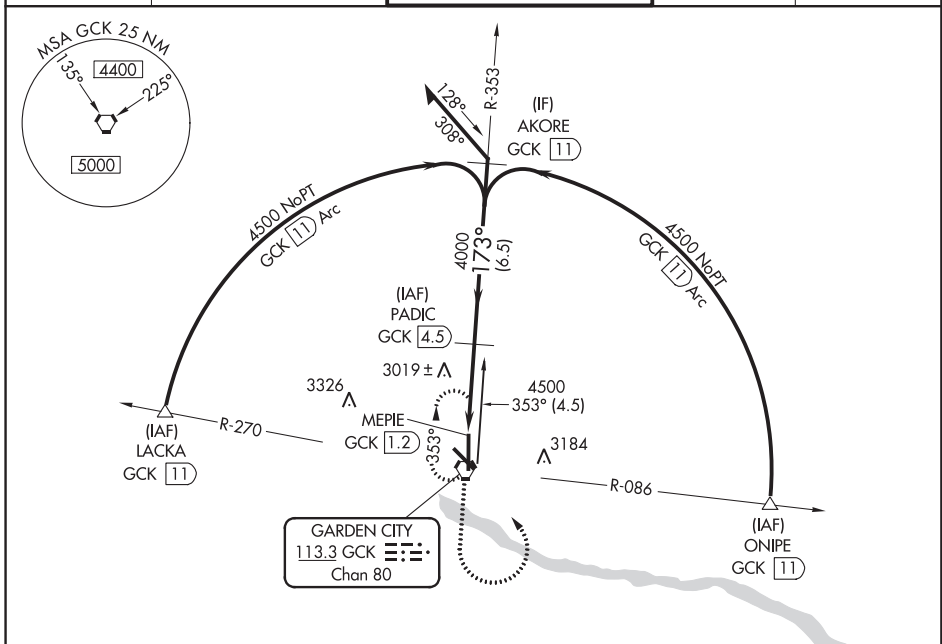 MSA GCK 25 NM
135°
4400
225°
5000
R-353
128°
308°
(IF)
AKORE
GCK 11
4500 NoPT
GCK 11 Arc
4500 NoPT
GCK 11 Arc
4000
173°
(6.5)
(IAF)
PADIC
GCK 4.5
3019 ±
3326
MEPIE
GCK 1.2
353°
4500
353° (4.5)
3184
R-270
(IAF)
LACKA
GCK 11
R-086
(IAF)
ONIPE
GCK 11
GARDEN CITY
113.3 GCK
Chan 80